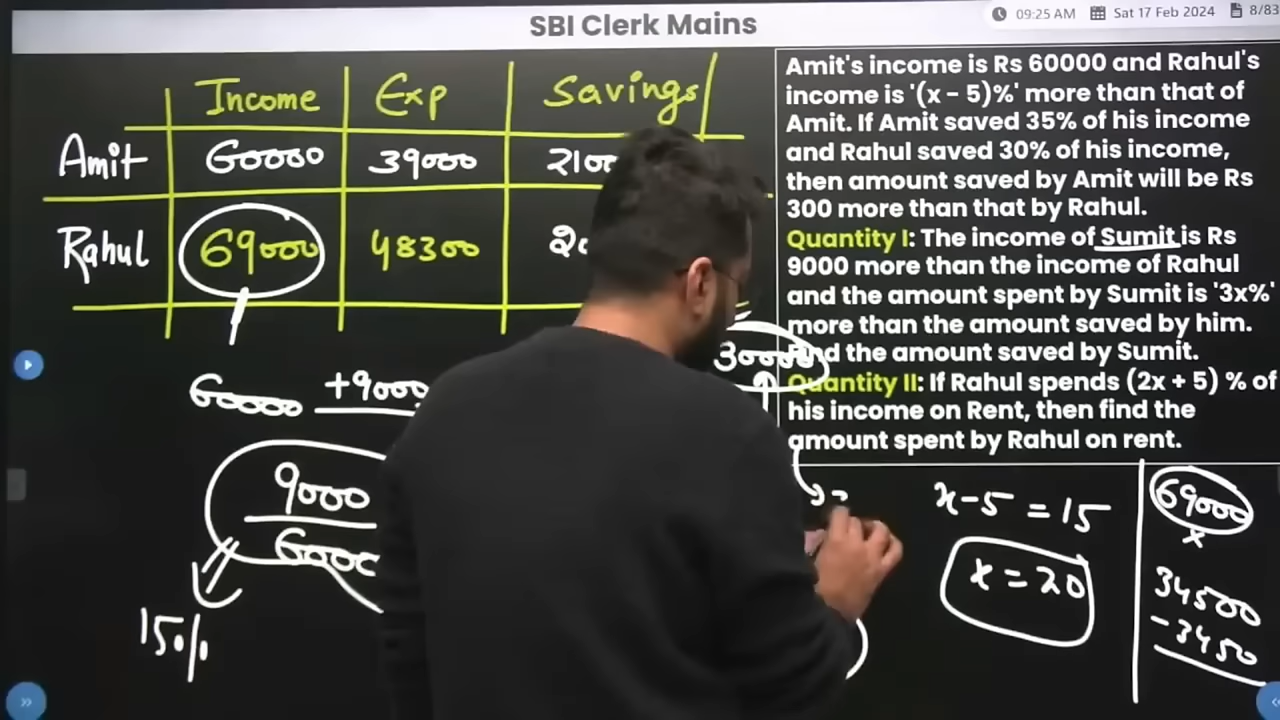 SBI Clerk Mains
09:25 AM Sat 17 Feb 2024 8/83
Income Exp Savings
Amit 60000 39000
Rahul 69000 48300
60000 +9000
9000
15%
30000
Amit's income is Rs 60000 and Rahul's
income is '(x - 5)%' more than that of
Amit. If Amit saved 35% of his income
and Rahul saved 30% of his income,
then amount saved by Amit will be Rs
300 more than that by Rahul.
Quantity I: The income of Sumit is Rs
9000 more than the income of Rahul
and the amount spent by Sumit is '3x%'
more than the amount saved by him.
Find the amount saved by Sumit.
Quantity II: If Rahul spends (2x + 5) % of
his income on Rent, then find the
amount spent by Rahul on rent.
x-5 = 15
x = 20
69000
x
34500
-3450